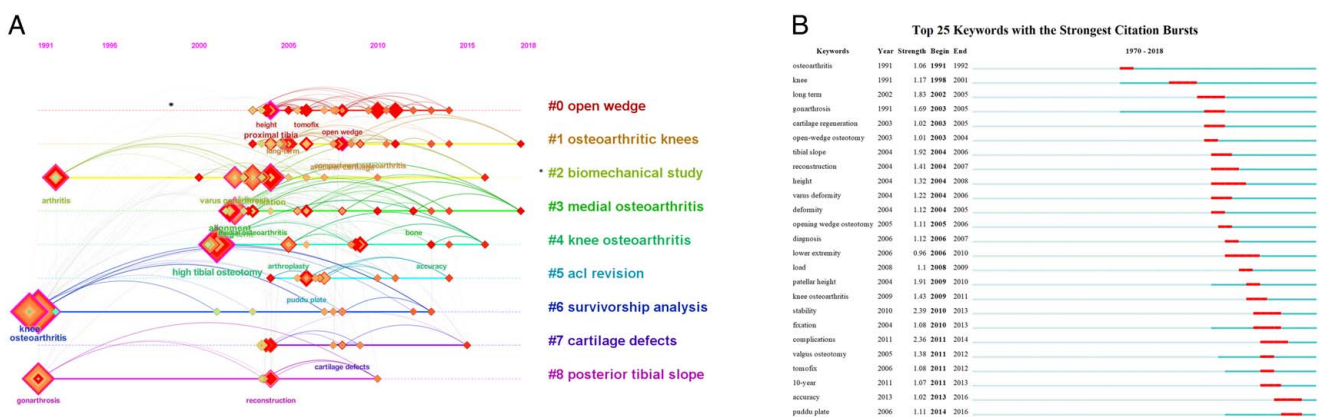 A
1991 1995 2000 2005 2010 2015 2018
*
height tomofix
proximal tibia open wedge
long-term
arthritis
varus
alignment
bone
high tibial osteotomy arthroplasty accuracy
puddu plate
knee
osteoarthritis
cartilage defects
gonarthrosis reconstruction
#0 open wedge
#1 osteoarthritic knees
* #2 biomechanical study
#3 medial osteoarthritis
#4 knee osteoarthritis
#5 acl revision
#6 survivorship analysis
#7 cartilage defects
#8 posterior tibial slope
B
Top 25 Keywords with the Strongest Citation Bursts
Keywords Year Strength Begin End 1970 - 2018
osteoarthritis 1991 1.06 1991 1992
knee 1991 1.17 1998 2001
long term 2002 1.83 2002 2005
gonarthrosis 1991 1.69 2003 2005
cartilage regeneration 2003 1.02 2003 2005
open-wedge osteotomy 2003 1.01 2003 2004
tibial slope 2004 1.92 2004 2006
reconstruction 2004 1.41 2004 2007
height 2004 1.32 2004 2008
varus deformity 2004 1.22 2004 2006
deformity 2004 1.12 2004 2005
opening wedge osteotomy 2005 1.11 2005 2006
diagnosis 2006 1.12 2006 2007
lower extremity 2006 0.96 2006 2010
load 2008 1.1 2008 2009
patellar height 2004 1.91 2009 2010
knee osteoarthritis 2009 1.43 2009 2011
stability 2010 2.39 2010 2013
fixation 2004 1.08 2010 2013
complications 2011 2.36 2011 2014
valgus osteotomy 2005 1.38 2011 2012
tomofix 2006 1.08 2011 2012
10-year 2011 1.07 2011 2013
accuracy 2013 1.02 2013 2016
puddu plate 2006 1.11 2014 2016